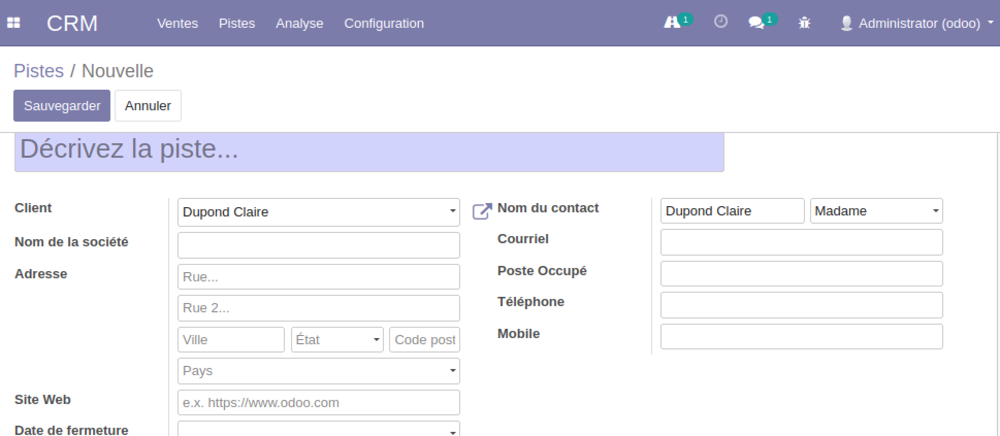 CRM Ventes Pistes Analyse Configuration 1 1 Administrator (odoo)
Pistes / Nouvelle
Sauvegarder Annuler
Décrivez la piste...
Client Dupond Claire Nom du contact Dupond Claire Madame
Nom de la société Courriel
Adresse Rue... Poste Occupé
Rue 2... Téléphone
Ville État Code post Mobile
Pays
Site Web e.x. https://www.odoo.com
Date de fermeture